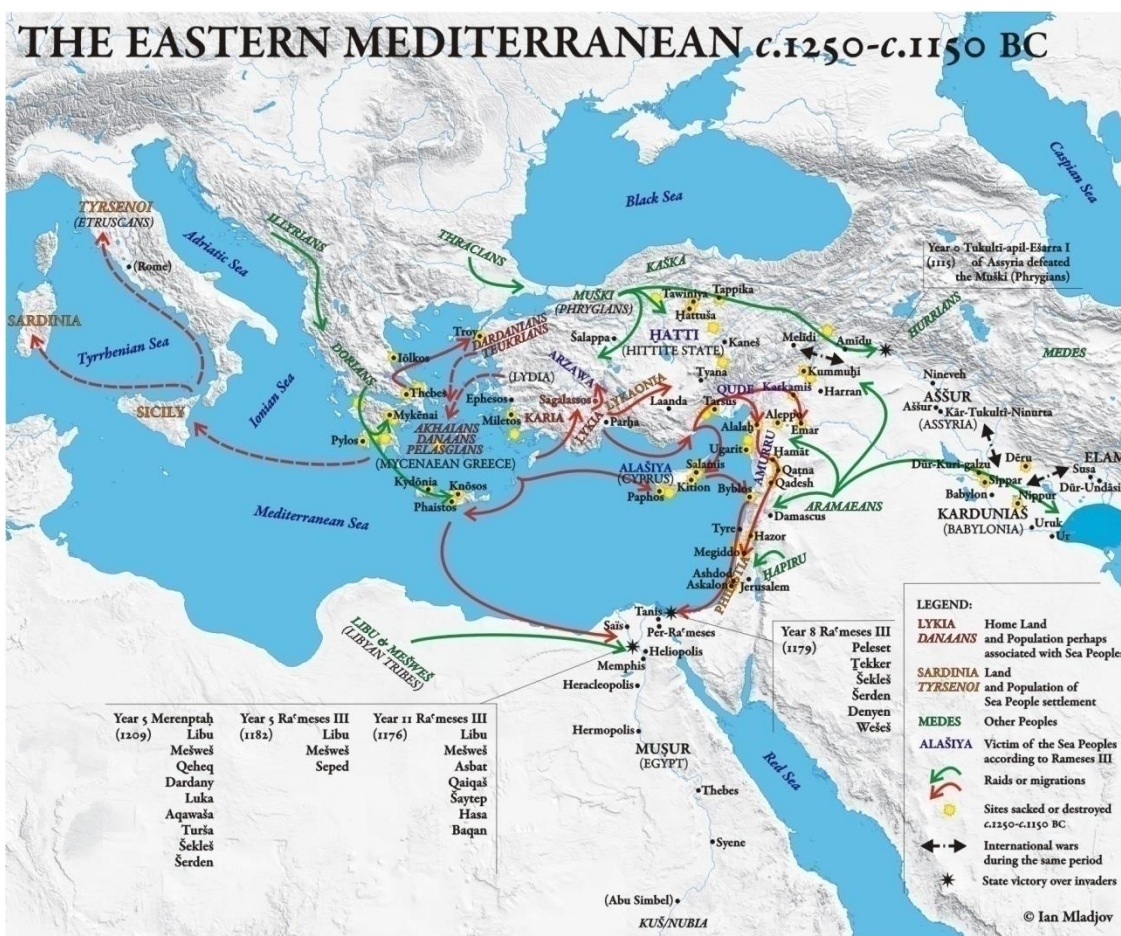 THE EASTERN MEDITERRANEAN c.1250-c.1150 BC
Caspian Sea
Black Sea
TYRSENOI
(ETRUSCANS)
Adriatic Sea
ILLYRIANS
THRACIANS
(Rome)
KAŠKA
Year 0 Tukultī-apil-Ešarra I
(1115) of Assyria defeated
the Muški (Phrygians)
MUŠKI
(PHRYGIANS)
Tawiniya
Tappika
Ḫattuša
HURRIANS
SARDINIA
Tyrrhenian Sea
DORIANS
Troy
DARDANIANS
TEUKRIANS
Šalappa
ḪATTI
(HITTITE STATE)
Kaneš
Melidi
Amīdu
MEDES
Iōlkos
ARZAWA
Tyana
Kummuḫi
Ionian Sea
Thebes
(LYDIA)
Ephesos
Sagalassos
LYKAONIA
Laanda
QUDE
Karkamiš
Harran
Nineveh
SICILY
Mykēnai
Miletos
KARIA
LYKIA
Parḫa
Tarsus
AŠŠUR
Aššur
Kār-Tukultī-Ninurta
(ASSYRIA)
Pylos
AKHAIANS
DANAANS
PELASGIANS
(MYCENAEAN GREECE)
Alalaḫ
Aleppo
Emar
Ugarit
AMURRU
Hamāt
ALAŠIYA
(CYPRUS)
Salamis
Kition
Paphos
Qaṭna
Qadesh
Byblos
Dēru
ELAM
Dūr-Kuri-galzu
Sippar
Susa
Dūr-Undāši
Kydōnia
Knōsos
Phaistos
Babylon
Nippur
KARDUNIAŠ
(BABYLONIA)
Uruk
Ur
ARAMAEANS
Mediterranean Sea
Damascus
Tyre
Hazor
Megiddo
HAPIRU
Ashdod
Askalon
Jerusalem
PHILISTIA
LIBU & MEŠWEŠ
(LIBYAN TRIBES)
Tanis
Saïs
Per-Raʿmeses
Heliopolis
Memphis
Heracleopolis
Hermopolis
MUṢUR
(EGYPT)
Red Sea
Thebes
Syene
(Abu Simbel)
KUŠ/NUBIA
Year 8 Raʿmeses III
(1179) Peleset
Tekker
Šekleš
Šerden
Denyen
Wešeš
Year 5 Merenptaḥ
(1209) Libu
Mešweš
Qeheq
Dardany
Luka
Aqawaša
Turša
Šekleš
Šerden
Year 5 Raʿmeses III
(1182) Libu
Mešweš
Seped
Year 11 Raʿmeses III
(1176) Libu
Mešweš
Asbat
Qaiqaš
Šaytep
Hasa
Baqan
LEGEND:
LYKIA Home Land
DANAANS and Population perhaps
associated with Sea Peoples
SARDINIA Land
TYRSENOI and Population of
Sea People settlement
MEDES Other Peoples
ALAŠIYA Victim of the Sea Peoples
according to Rameses III
Raids or migrations
Sites sacked or destroyed
c.1250-c.1150 BC
International wars
during the same period
State victory over invaders
© Ian Mladjov